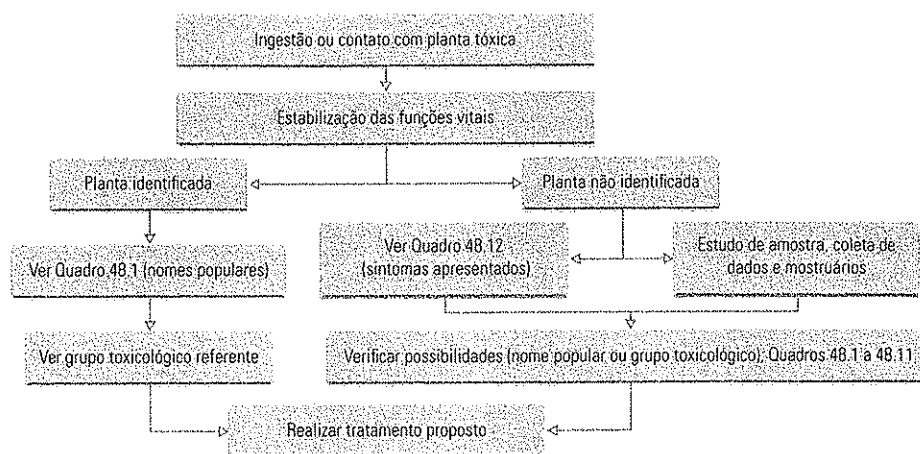 Ingestão ou contato com planta tóxica
Estabilização das funções vitais
Planta identificada
Planta não identificada
Ver Quadro 48.1 (nomes populares)
Ver Quadro 48.12
(sintomas apresentados)
Estudo de amostra, coleta de
dados e mostruários
Ver grupo toxicológico referente
Verificar possibilidades (nome popular ou grupo toxicológico), Quadros 48.1 a 48.11
Realizar tratamento proposto